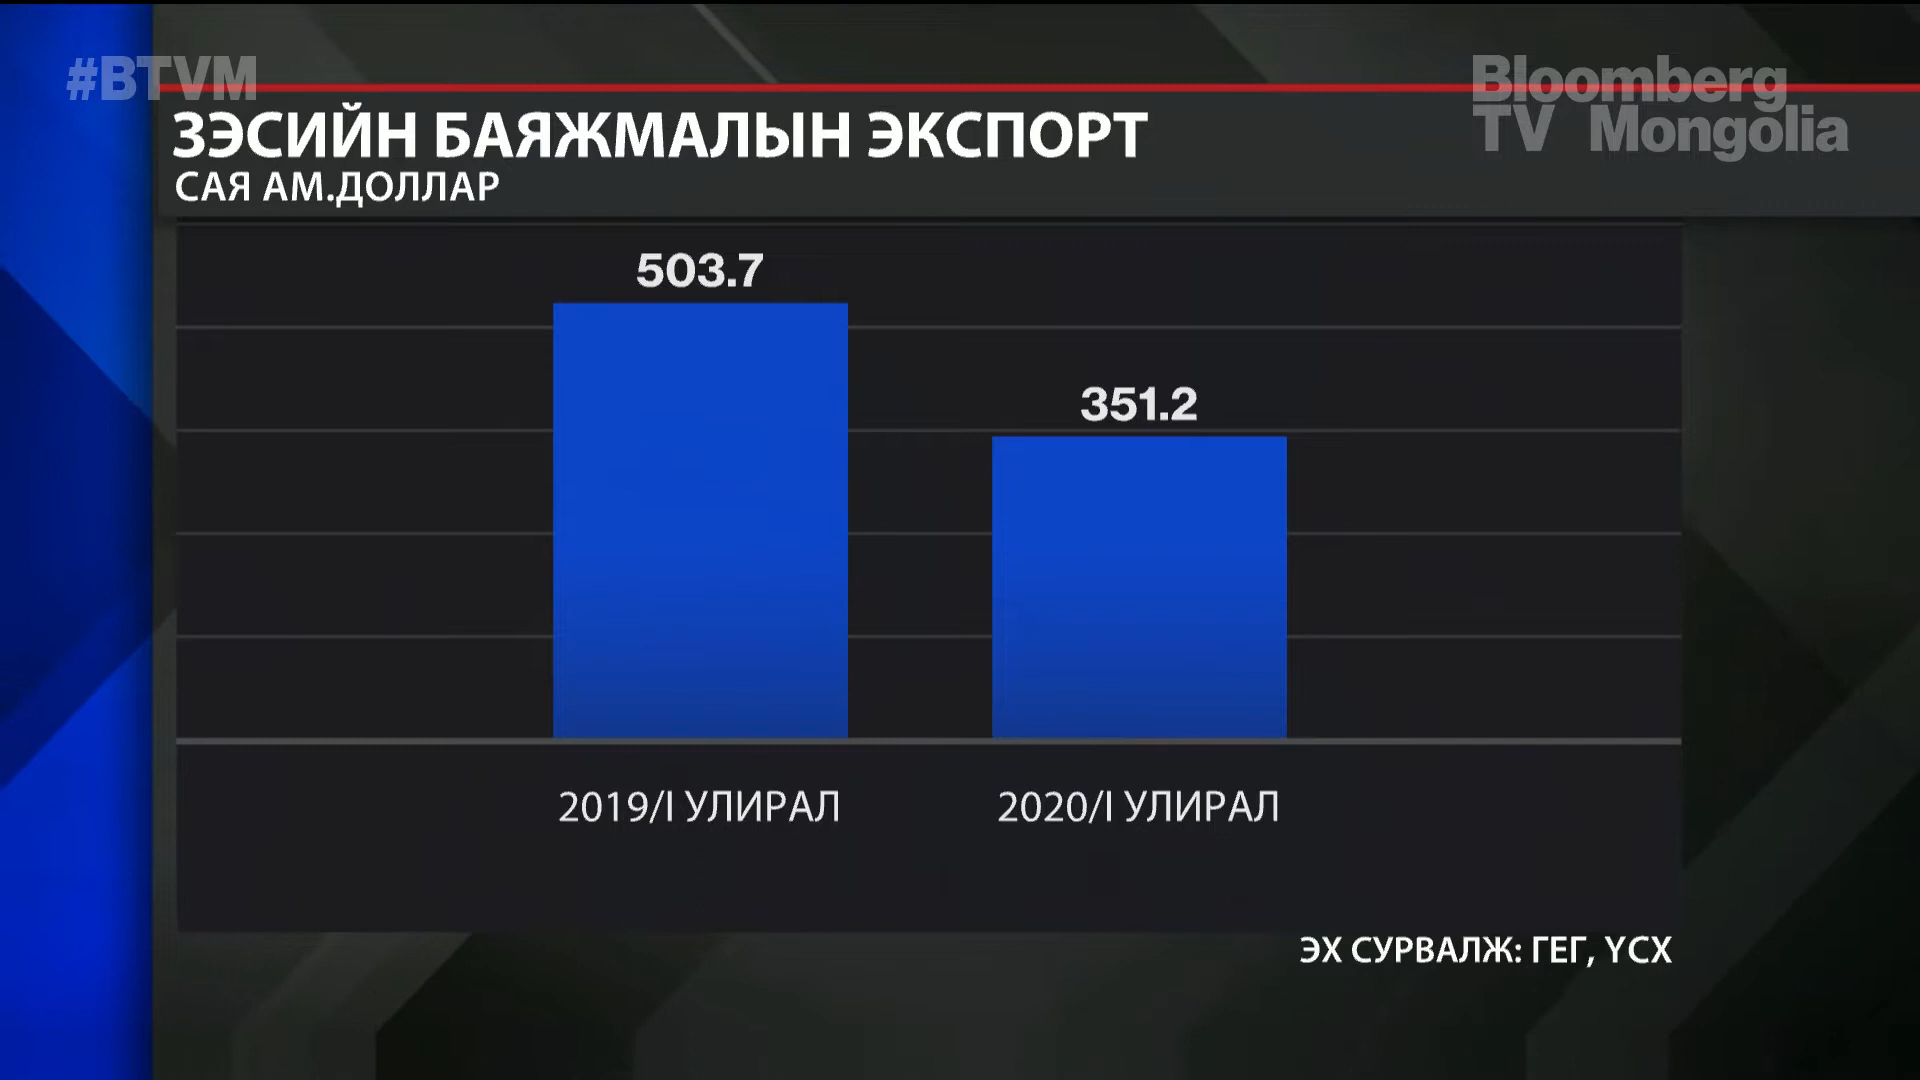 #BTVM
Bloomberg
TV Mongolia
ЗЭСИЙН БАЯЖМАЛЫН ЭКСПОРТ
САЯ АМ.ДОЛЛАР
503.7
351.2
2019/I УЛИРАЛ
2020/I УЛИРАЛ
ЭХ СУРВАЛЖ: ГЕГ, ҮСХ